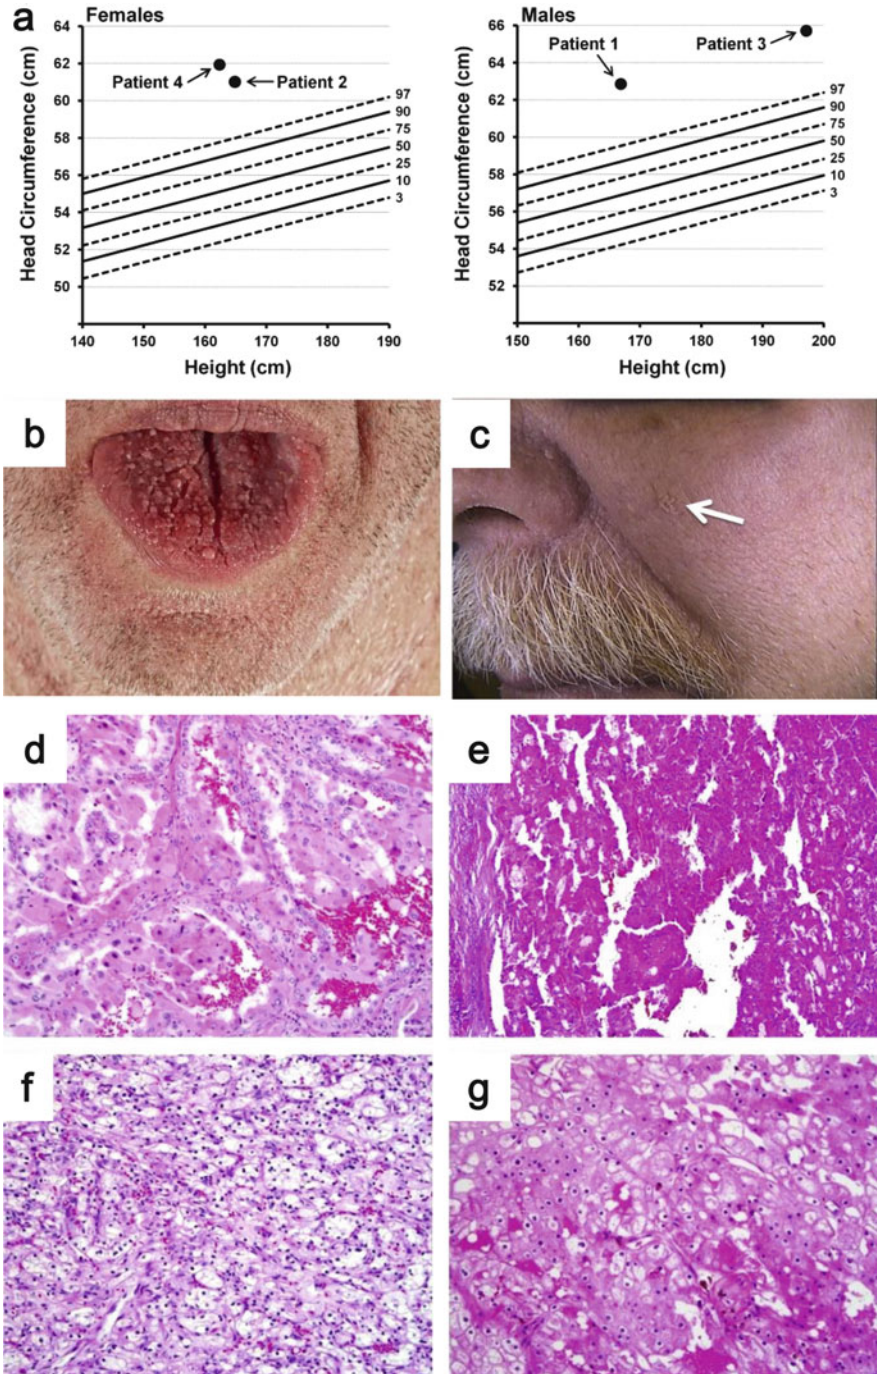 a
Females
Head Circumference (cm)
64
62
60
58
56
54
52
50
Patient 4
Patient 2
97
90
75
50
25
10
3
140 150 160 170 180 190
Height (cm)
Males
Head Circumference (cm)
66
64
62
60
58
56
54
52
Patient 1
Patient 3
97
90
75
50
25
10
3
150 160 170 180 190 200
Height (cm)
b
c
d
e
f
g